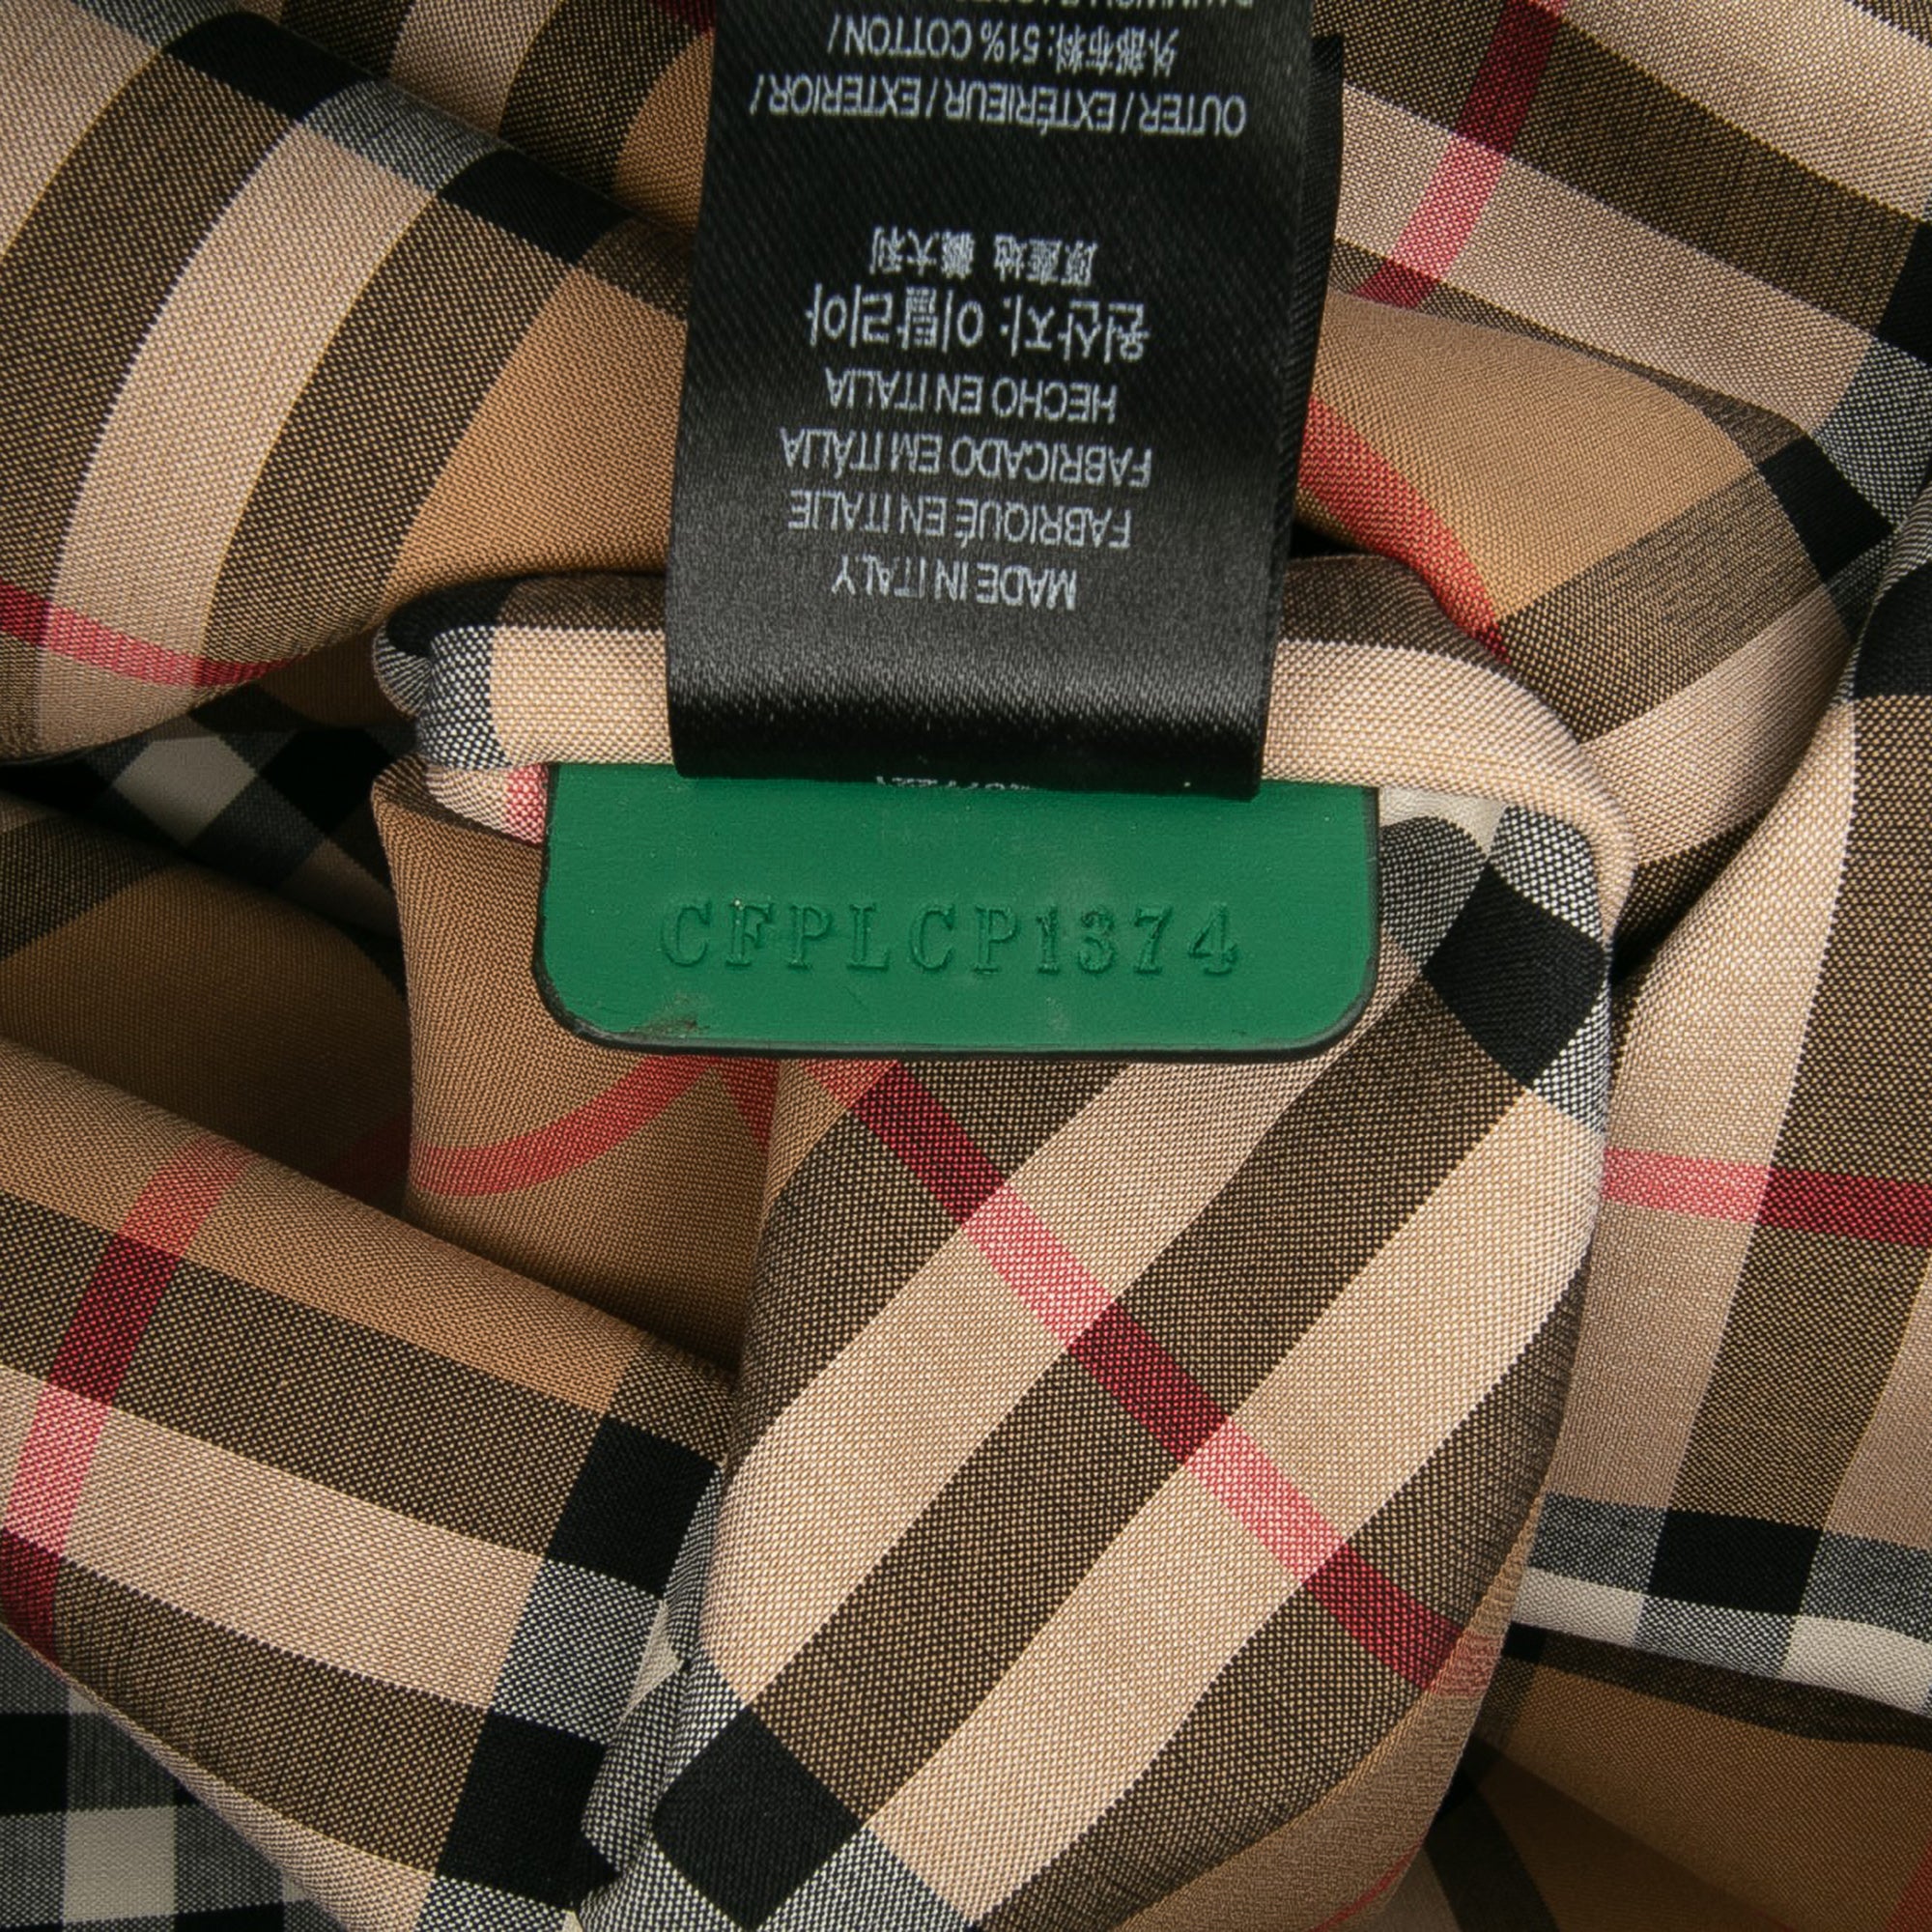 MADE IN ITALY
FABRIQUÉ EN ITALIE
FABRICADO EM ITÁLIA
HECHO EN ITALIA
원산지: 이탈리아
原產地 義大利
OUTER / EXTÉRIEUR / EXTERIOR /
外部布料: 51% COTTON /
CFPLCP1374